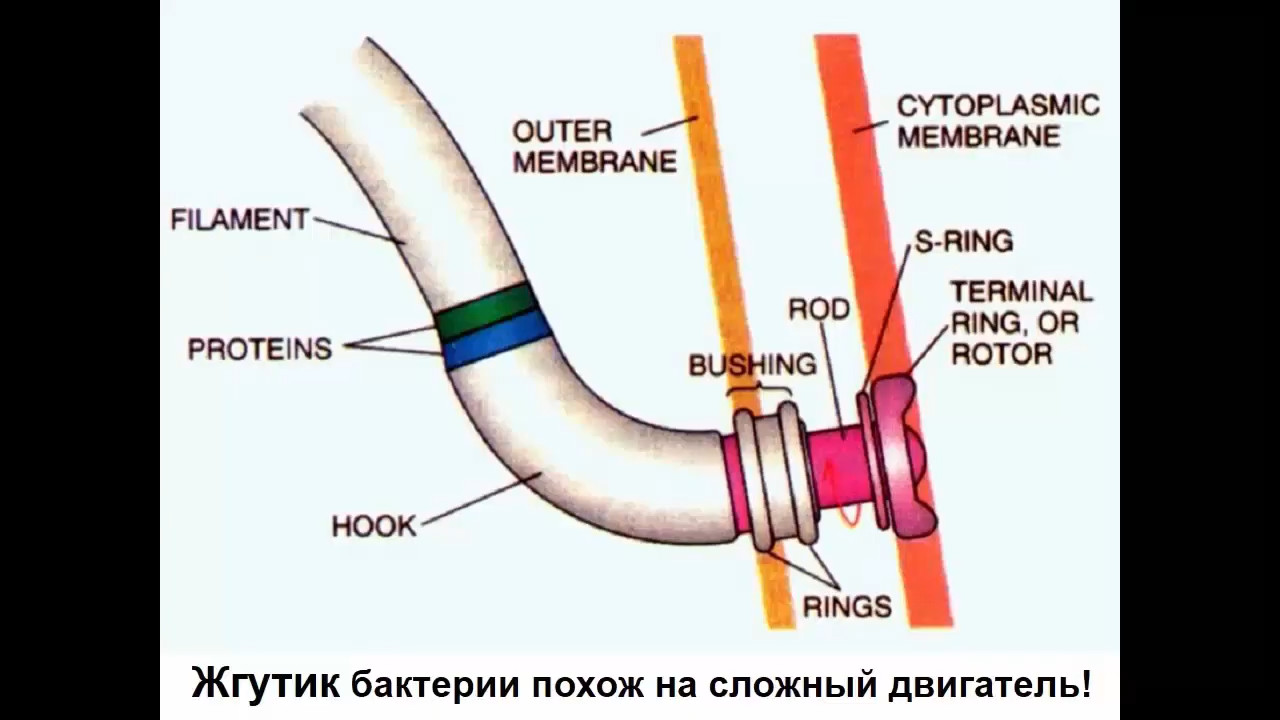 OUTER
MEMBRANE
CYTOPLASMIC
MEMBRANE
FILAMENT
S-RING
TERMINAL
RING, OR
ROTOR
ROD
PROTEINS
BUSHING
HOOK
RINGS
Жгутик бактерии похож на сложный двигатель!